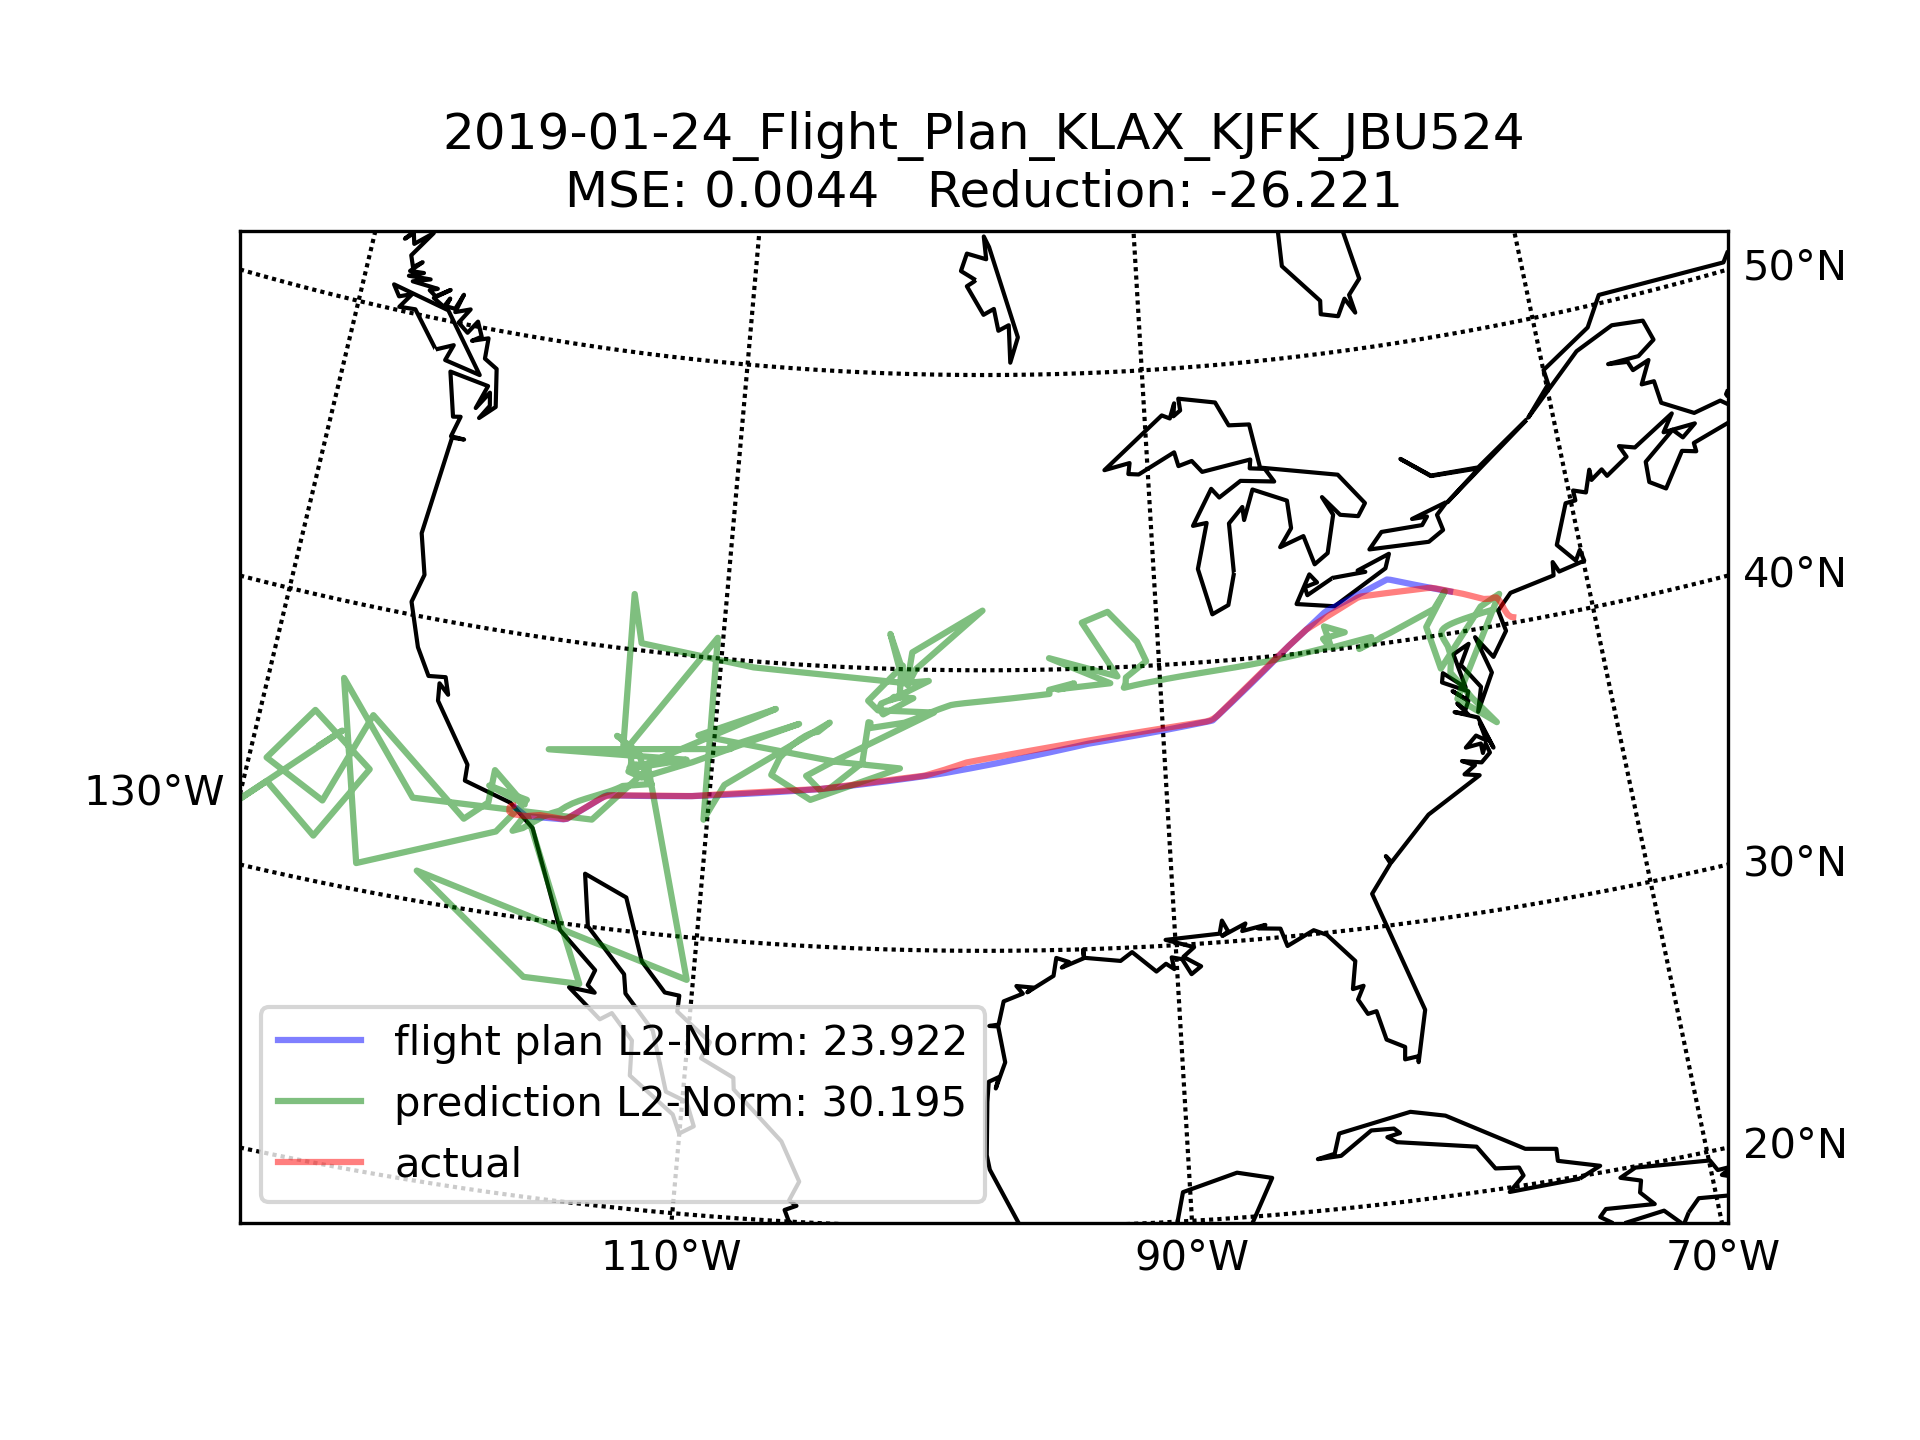 2019-01-24_Flight_Plan_KLAX_KJFK_JBU524
MSE: 0.0044   Reduction: -26.221
50°N
40°N
130°W
30°N
flight plan L2-Norm: 23.922
prediction L2-Norm: 30.195
20°N
actual
110°W
90°W
70°W